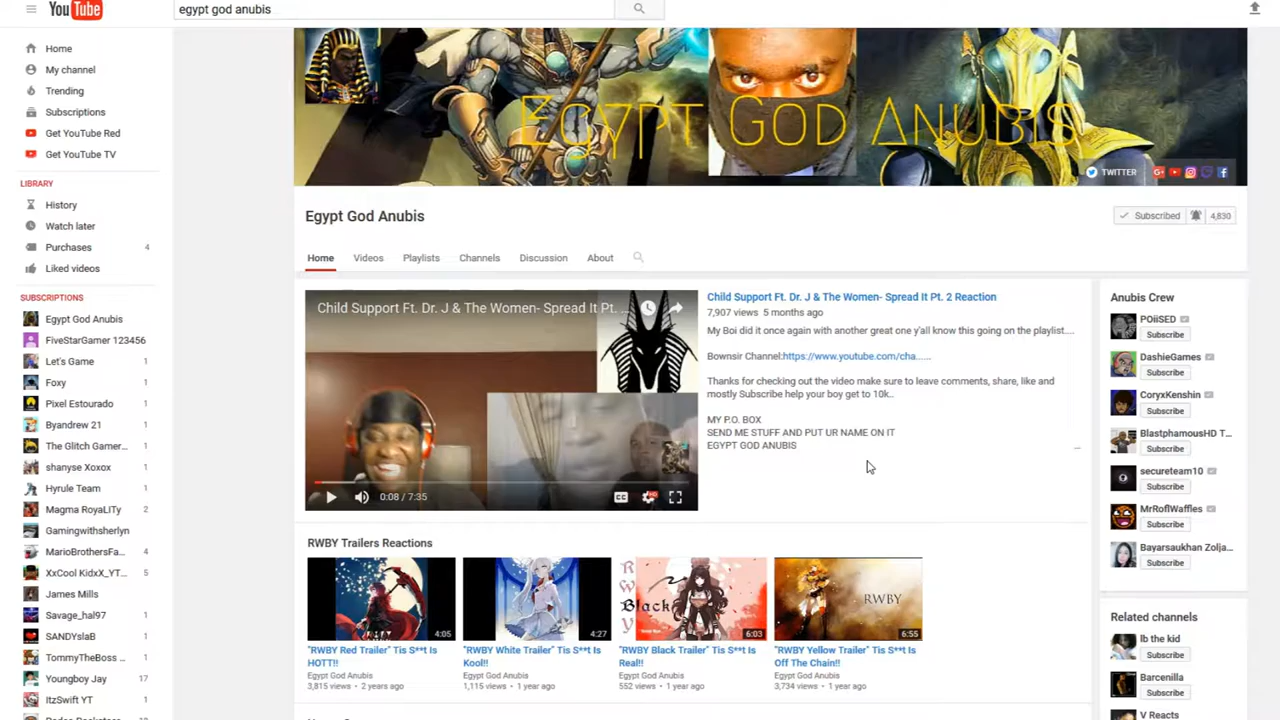 YouTube
egypt god anubis
Home
My channel
Trending
Subscriptions
Get YouTube Red
Get YouTube TV
LIBRARY
History
Watch later
Purchases 4
Liked videos
SUBSCRIPTIONS
Egypt God Anubis
FiveStarGamer 123456
Let's Game 1
Foxy 1
Pixel Estourado 1
Byandrew 21 1
The Glitch Gamer... 1
shanyse Xoxox 1
Hyrule Team 1
Magma RoyaLITy 2
Gamingwithsherlyn
MarioBrothersFa... 4
XxCool KidxX_YT... 5
James Mills
Savage_hal97 1
SANDYslaB 1
TommyTheBoss ... 1
Youngboy Jay 17
ItzSwift YT 1
Egypt God Anubis
TWITTER
Egypt God Anubis
Subscribed 4,830
Home Videos Playlists Channels Discussion About
Child Support Ft. Dr. J & The Women- Spread It Pt. ...
0:08 / 7:35
CC
HD
Child Support Ft. Dr. J & The Women- Spread It Pt. 2 Reaction
7,907 views 5 months ago
My Boi did it once again with another great one y'all know this going on the playlist....
Bownsir Channel:https://www.youtube.com/cha......
Thanks for checking out the video make sure to leave comments, share, like and
mostly Subscribe help your boy get to 10k..
MY P.O. BOX
SEND ME STUFF AND PUT UR NAME ON IT
EGYPT GOD ANUBIS
RWBY Trailers Reactions
4:05
"RWBY Red Trailer" Tis S**t Is
HOTT!!
Egypt God Anubis
3,815 views • 2 years ago
4:27
"RWBY White Trailer" Tis S**t Is
Kool!!
Egypt God Anubis
1,115 views • 1 year ago
RWBY
Black
6:03
"RWBY Black Trailer" Tis S**t Is
Real!!
Egypt God Anubis
552 views • 1 year ago
RWBY
6:55
"RWBY Yellow Trailer" Tis S**t Is
Off The Chain!!
Egypt God Anubis
3,734 views • 1 year ago
Anubis Crew
POiiSED
Subscribe
DashieGames
Subscribe
CoryxKenshin
Subscribe
BlastphamousHD T...
Subscribe
secureteam10
Subscribe
MrRoflWaffles
Subscribe
Bayarsaukhan Zolja...
Subscribe
Related channels
lb the kid
Subscribe
Barcenilla
Subscribe
V Reacts